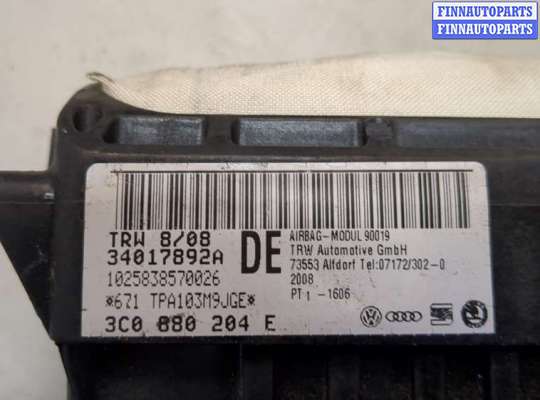 FINNAUTOPARTS
FINNAUTOPARTS
TRW 8/08
34017892A
1025838570026
*671 TPA103M9JGE*
3C0 880 204 E
DE
AIRBAG-MODUL 90019
TRW Automotive GmbH
73553 Alfdorf Tel:07172/302-0
2008
PT 1 -1606